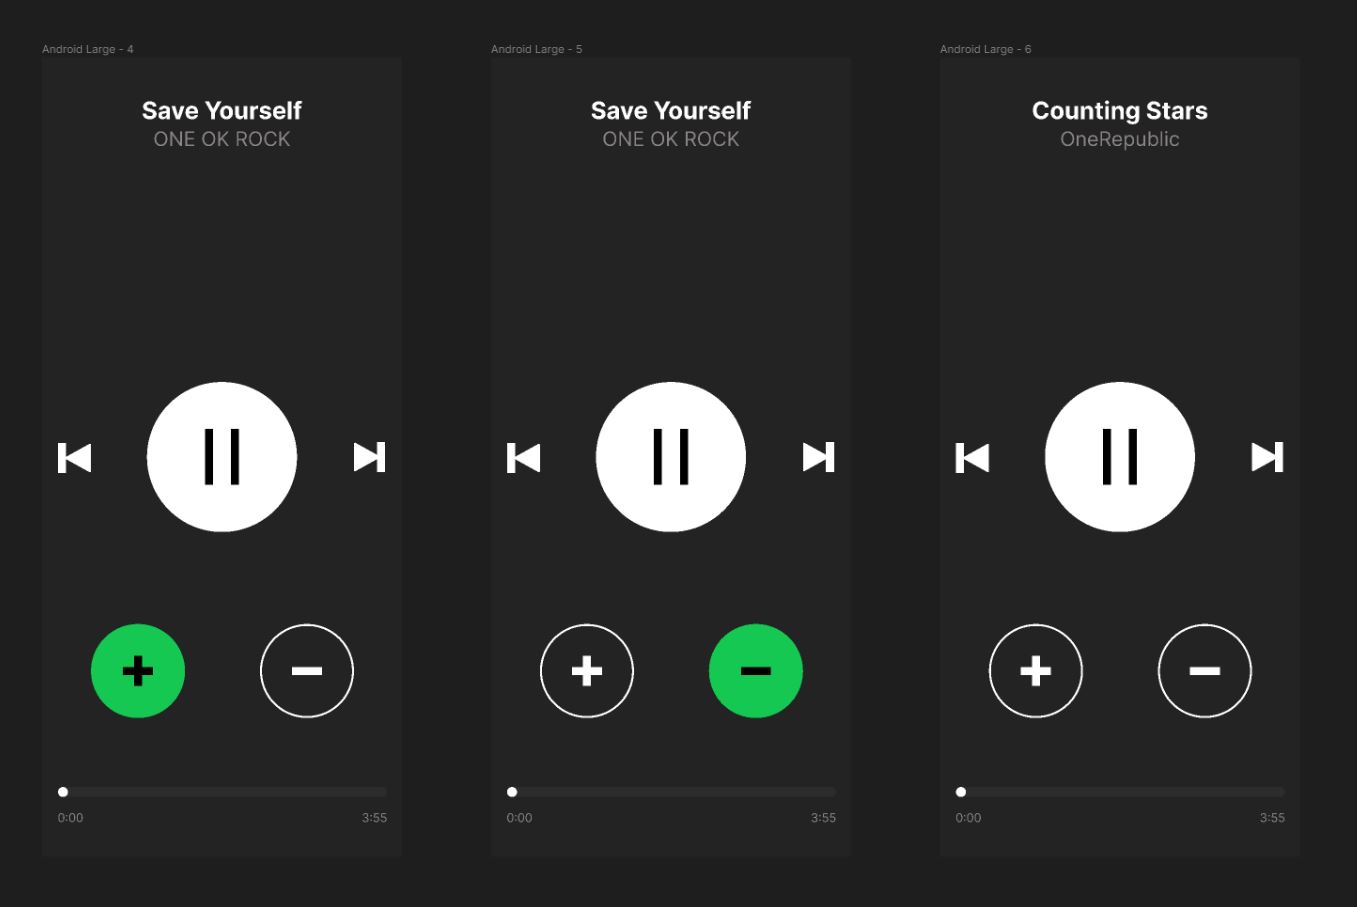 Android Large - 4
Save Yourself
ONE OK ROCK
0:00
3:55
Android Large - 5
Save Yourself
ONE OK ROCK
0:00
3:55
Android Large - 6
Counting Stars
OneRepublic
0:00
3:55